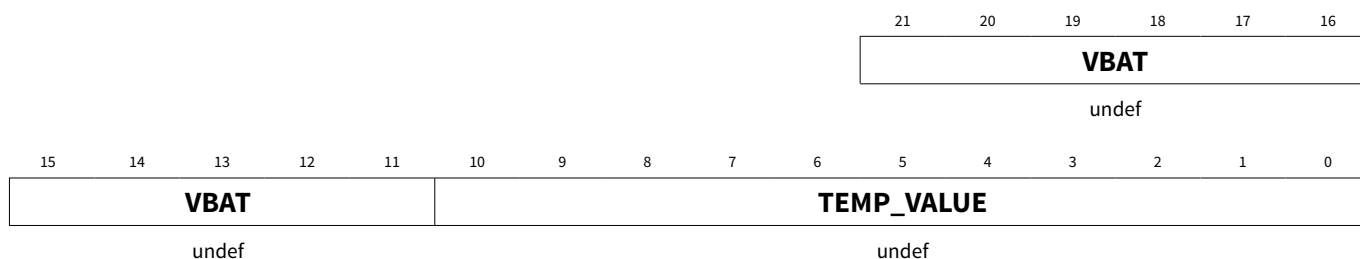 21 20 19 18 17 16
VBAT
undef
15 14 13 12 11 10 9 8 7 6 5 4 3 2 1 0
VBAT TEMP_VALUE
undef undef